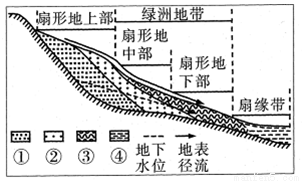 扇形地上部
绿洲地带
扇形地
中部
扇形地
下部
扇缘带
① ② ③ ④
地下
水位
地表
径流